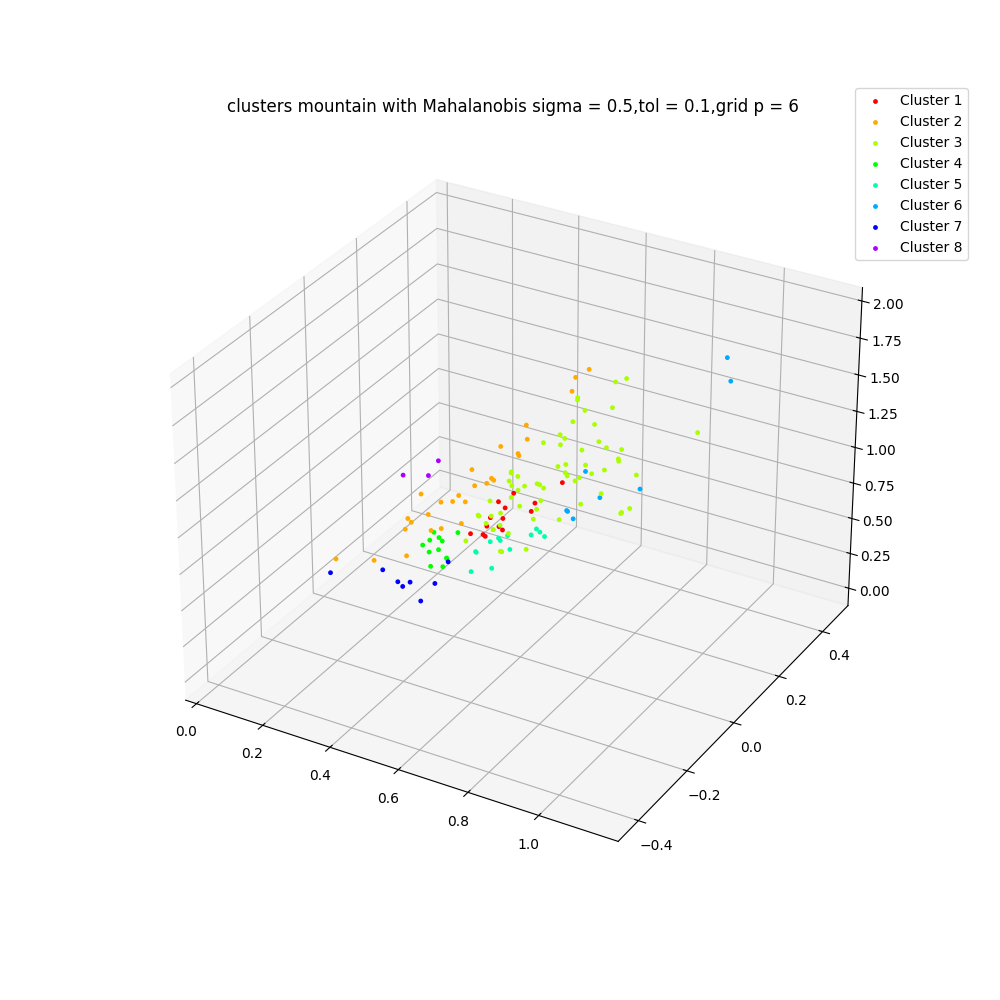 clusters mountain with Mahalanobis sigma = 0.5,tol = 0.1,grid p = 6
Cluster 1
Cluster 2
Cluster 3
Cluster 4
Cluster 5
Cluster 6
Cluster 7
Cluster 8
2.00
1.75
1.50
1.25
1.00
0.75
0.50
0.25
0.00
0.4
0.2
0.0
−0.2
−0.4
0.0
0.2
0.4
0.6
0.8
1.0